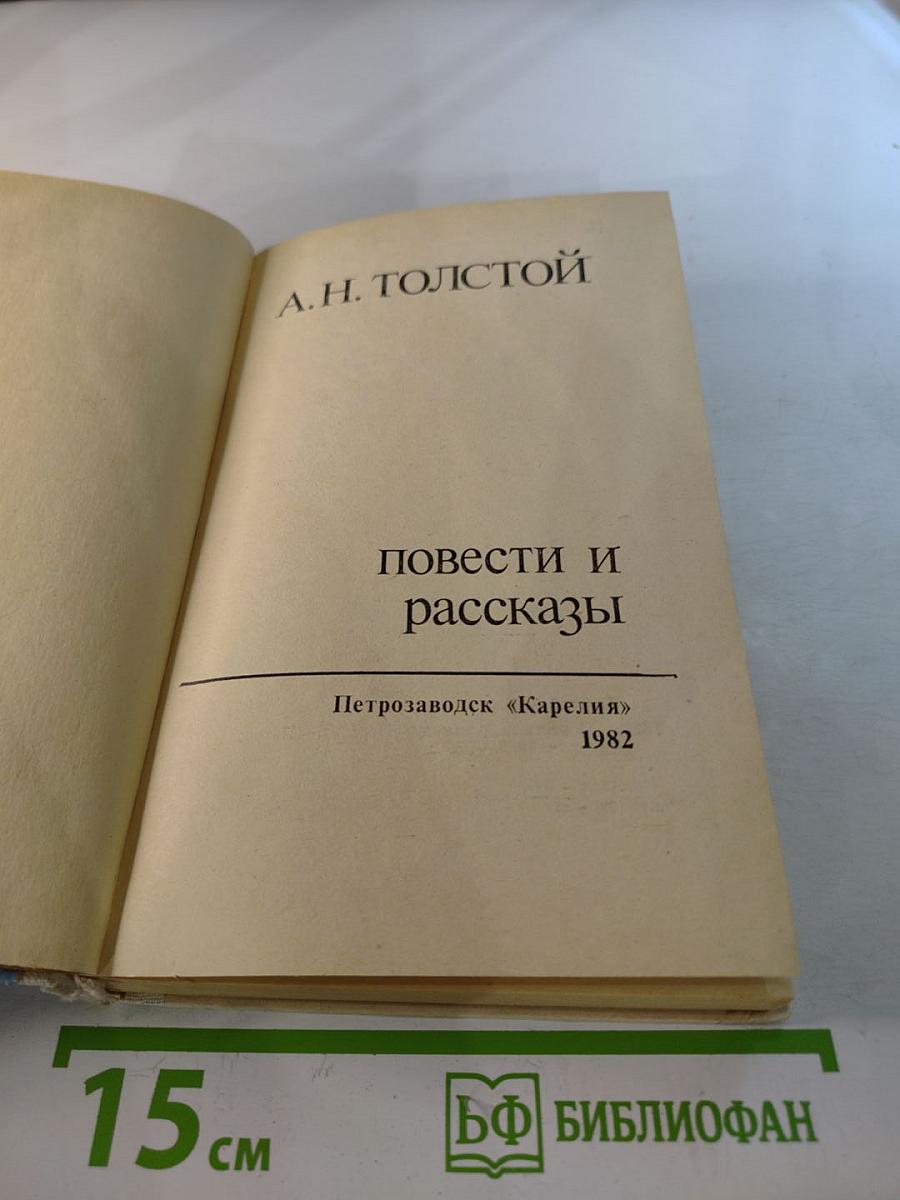 А. Н. ТОЛСТОЙ
повести и
рассказы
Петрозаводск «Карелия»
1982
15 см
БФ БИБЛИОФАН